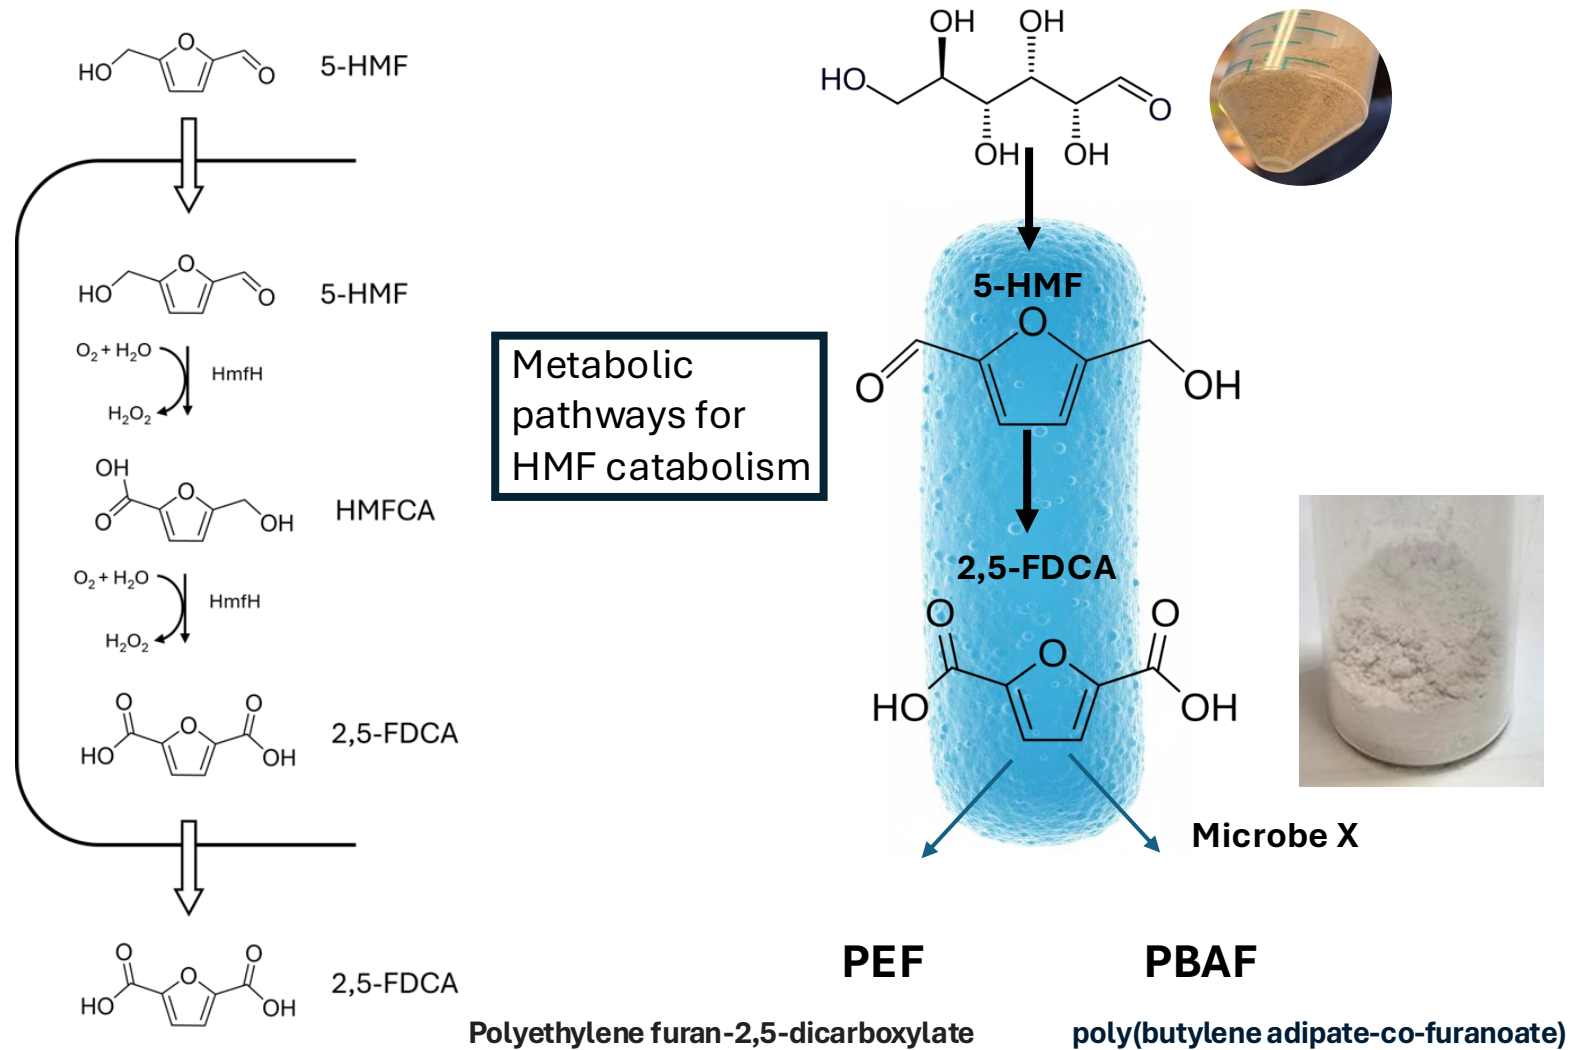 HO
O
O
5-HMF
HO
O
O
5-HMF
O₂ + H₂O
HmfH
H₂O₂
OH
O
O
OH
HMFCA
O₂ + H₂O
HmfH
H₂O₂
O
O
O
HO
OH
2,5-FDCA
O
O
O
HO
OH
2,5-FDCA
Metabolic
pathways for
HMF catabolism
OH
OH
HO
O
OH
OH
5-HMF
O
O
OH
2,5-FDCA
O
O
O
HO
OH
Microbe X
PEF
PBAF
Polyethylene furan-2,5-dicarboxylate
poly(butylene adipate-co-furanoate)